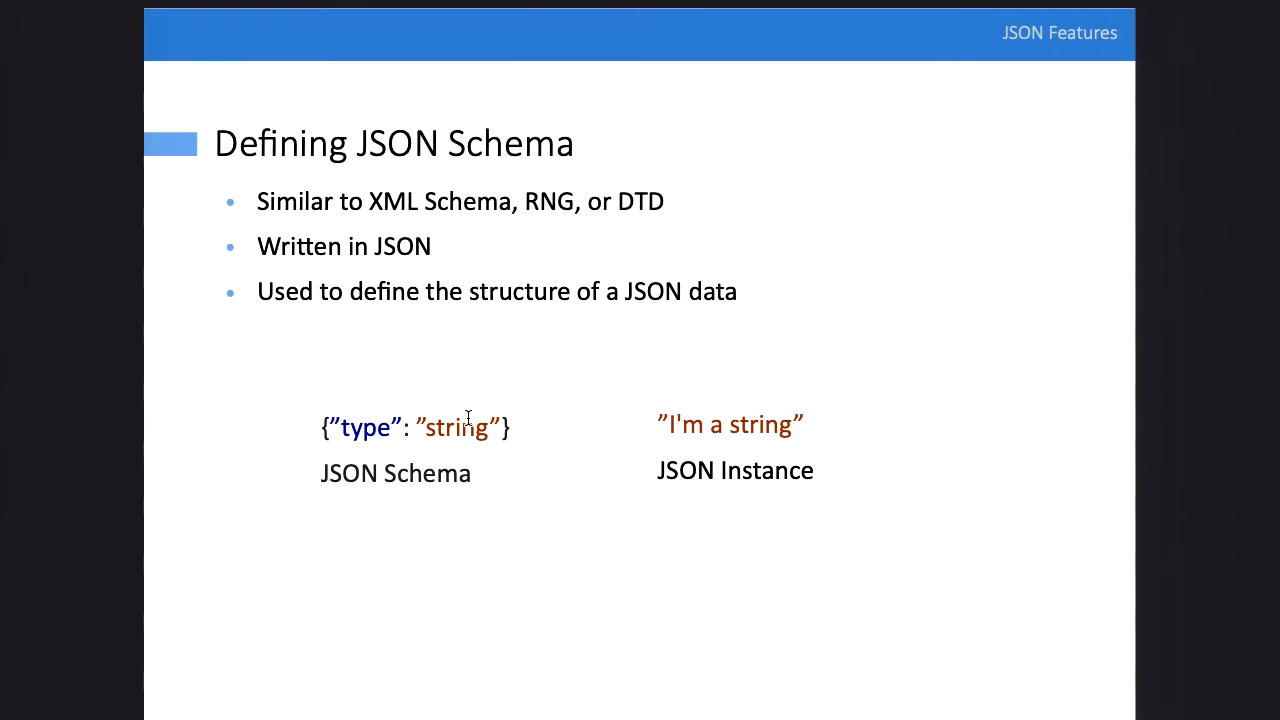 JSON Features
Defining JSON Schema
• Similar to XML Schema, RNG, or DTD
• Written in JSON
• Used to define the structure of a JSON data
{”type”: ”string”}
”I'm a string”
JSON Schema
JSON Instance